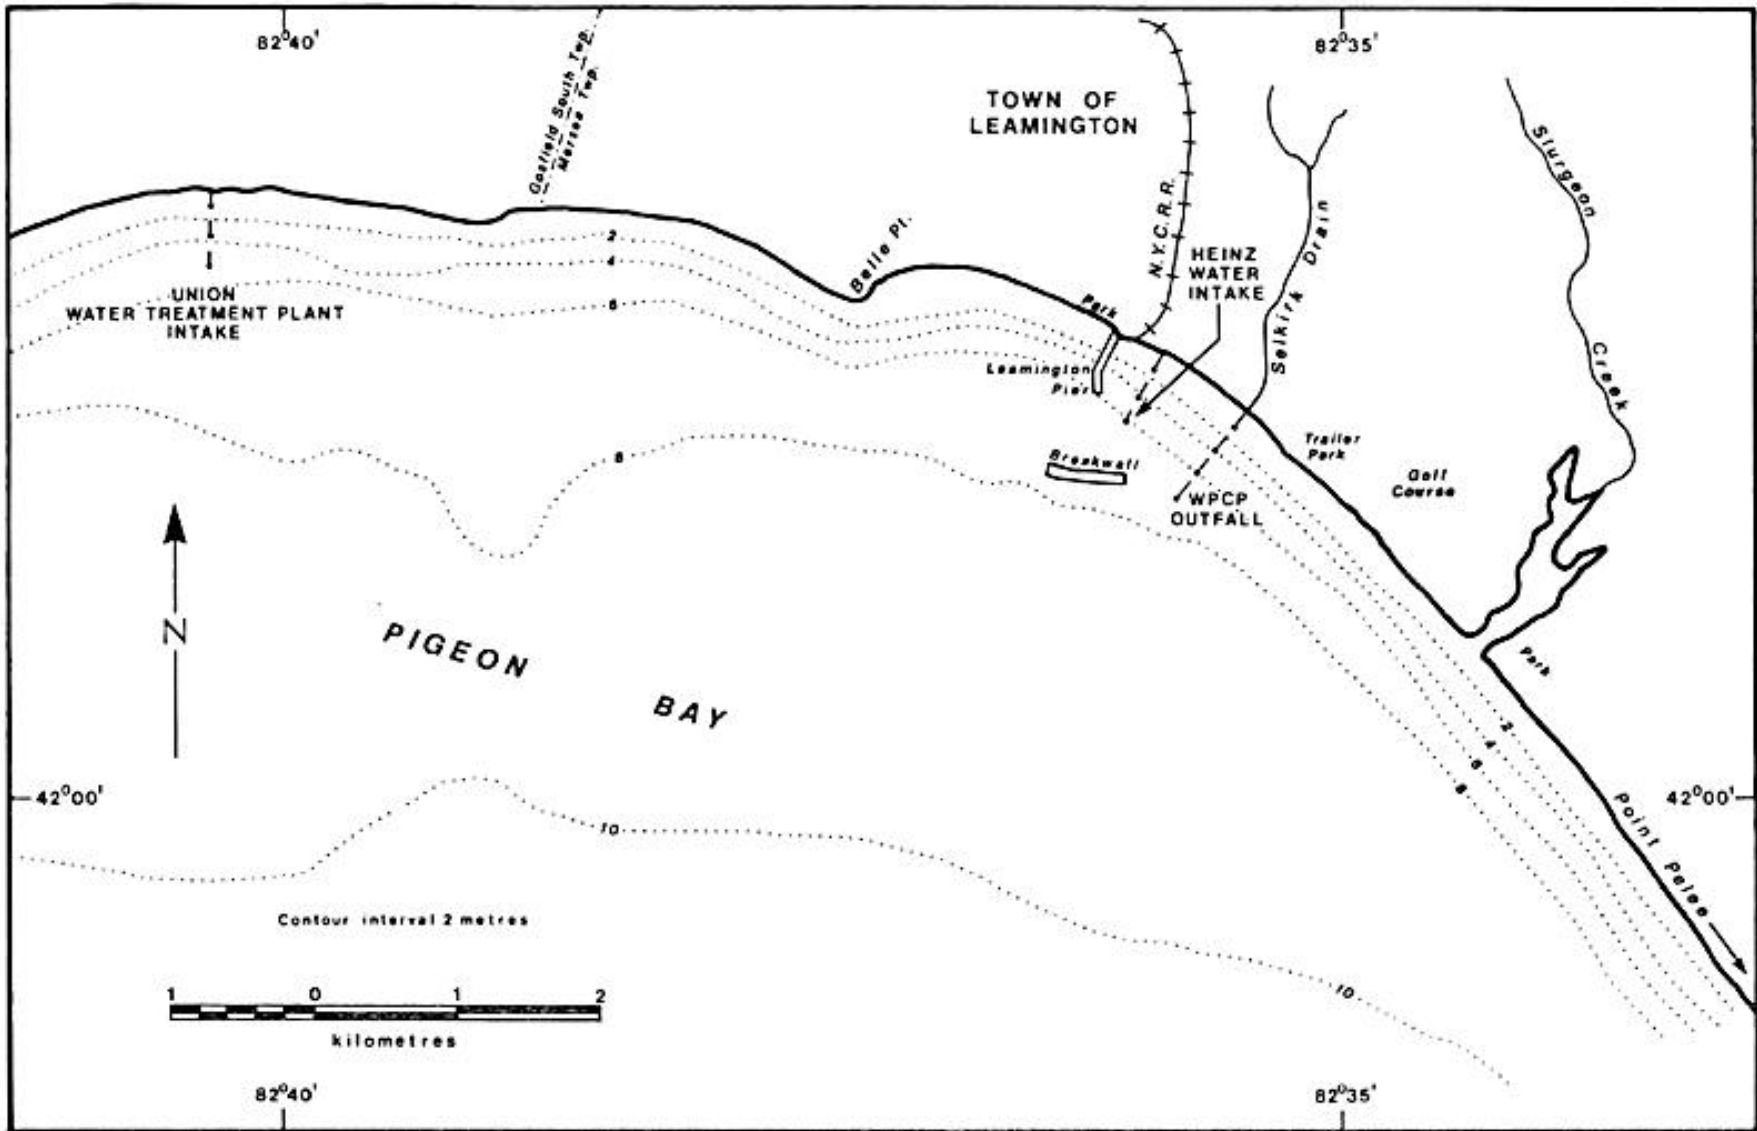 82°40'
82°35'
Gosfield South Twp.
Mersea Twp.
TOWN OF
LEAMINGTON
N.Y.C.R.R.
Selkirk Drain
Sturgeon
Creek
HEINZ
WATER
INTAKE
Belle Pt.
2
4
6
UNION
WATER TREATMENT PLANT
INTAKE
Park
Leamington
Pier
8
Breakwall
WPCP
OUTFALL
Trailer
Park
Golf
Course
N
PIGEON
BAY
Park
2
4
6
8
42°00'
42°00'
Point Pelee
10
10
Contour interval 2 metres
1 0 1 2
kilometres
82°40'
82°35'